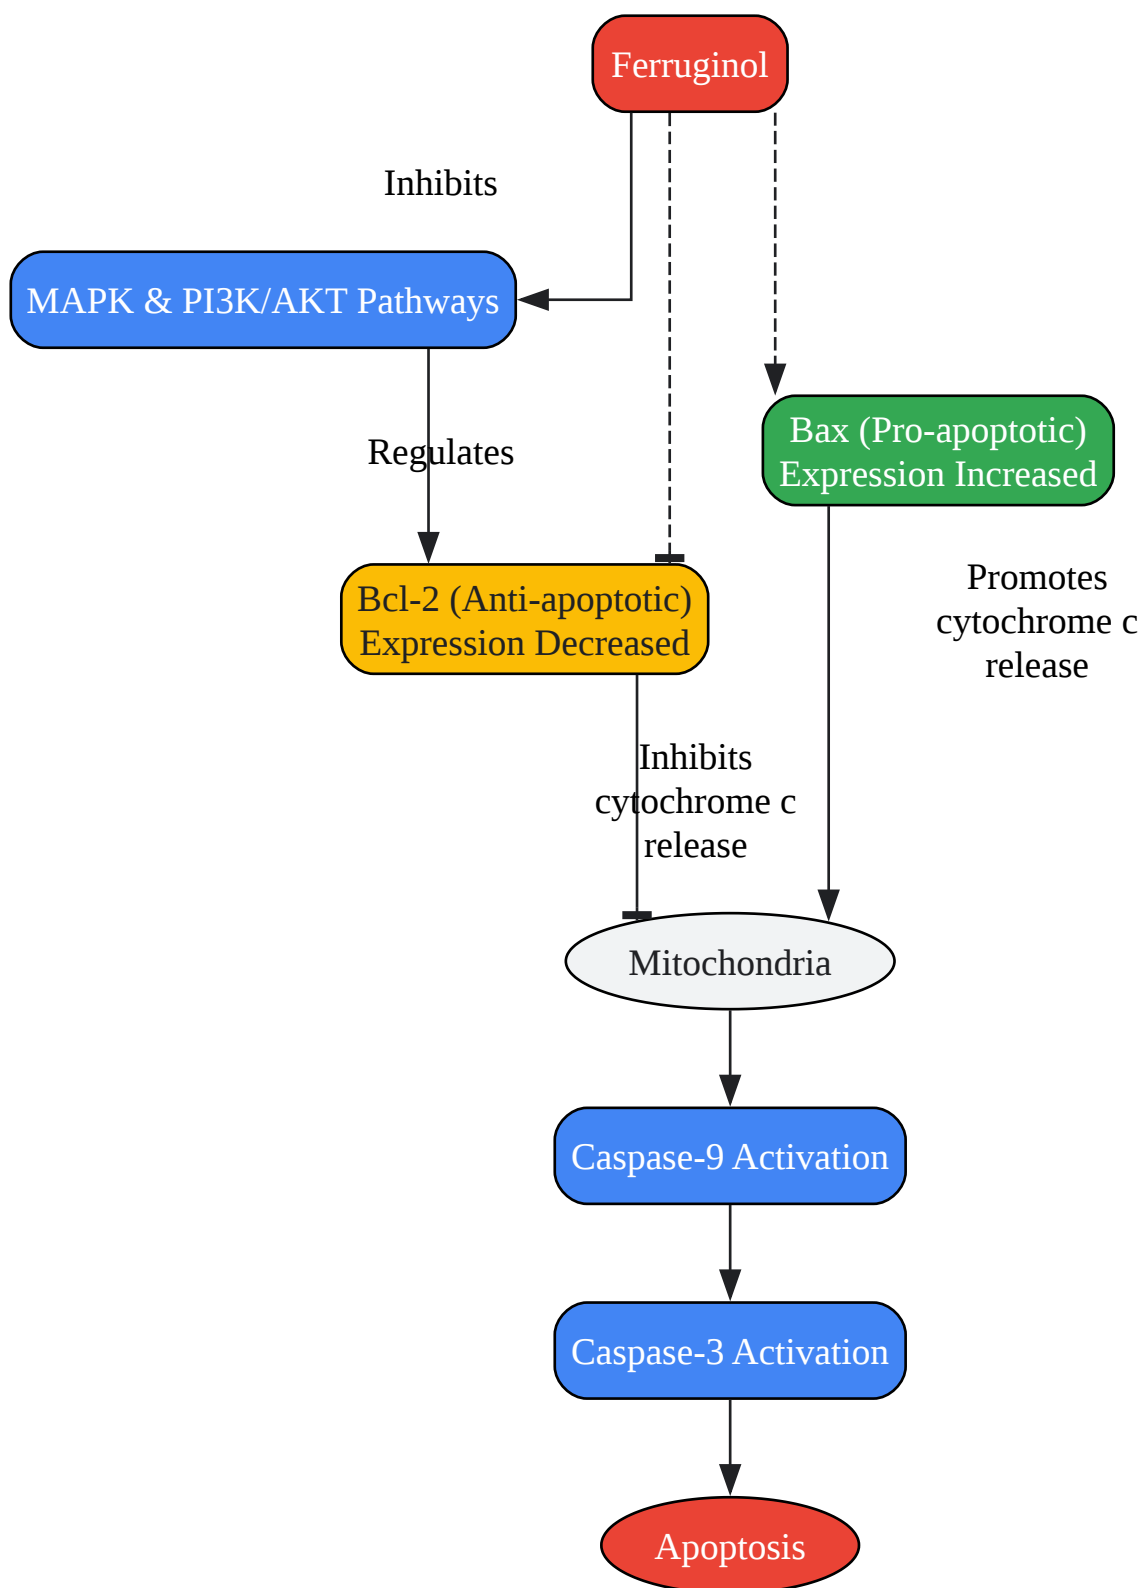 Ferruginol
Inhibits
MAPK & PI3K/AKT Pathways
Regulates
Bax (Pro-apoptotic)
Expression Increased
Bcl-2 (Anti-apoptotic)
Expression Decreased
Promotes
cytochrome c
release
Inhibits
cytochrome c
release
Mitochondria
Caspase-9 Activation
Caspase-3 Activation
Apoptosis